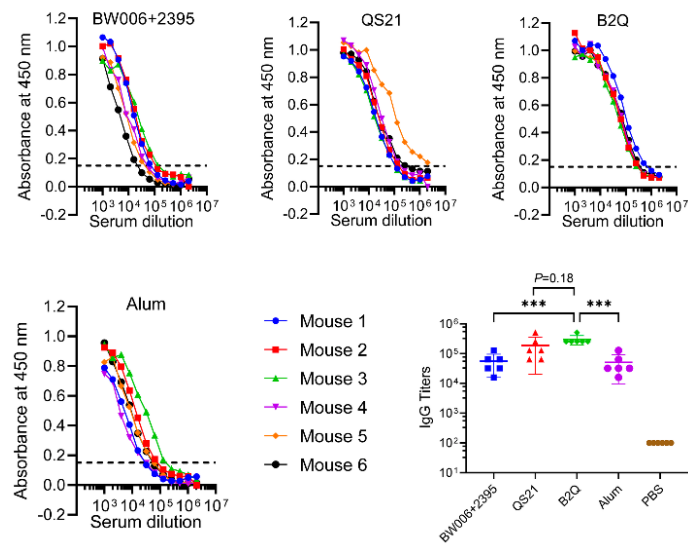 BW006+2395
Absorbance at 450 nm
1.2
1.0
0.8
0.6
0.4
0.2
0.0
-0.2
10³ 10⁴ 10⁵ 10⁶ 10⁷
Serum dilution
QS21
Absorbance at 450 nm
1.2
1.0
0.8
0.6
0.4
0.2
0.0
-0.2
10³ 10⁴ 10⁵ 10⁶ 10⁷
Serum dilution
B2Q
Absorbance at 450 nm
1.2
1.0
0.8
0.6
0.4
0.2
0.0
-0.2
10³ 10⁴ 10⁵ 10⁶ 10⁷
Serum dilution
Alum
Absorbance at 450 nm
1.2
1.0
0.8
0.6
0.4
0.2
0.0
-0.2
10³ 10⁴ 10⁵ 10⁶ 10⁷
Serum dilution
Mouse 1
Mouse 2
Mouse 3
Mouse 4
Mouse 5
Mouse 6
P=0.18
*** ***
IgG Titers
10⁶
10⁵
10⁴
10³
10²
10¹
BW006+2395
QS21
B2Q
Alum
PBS